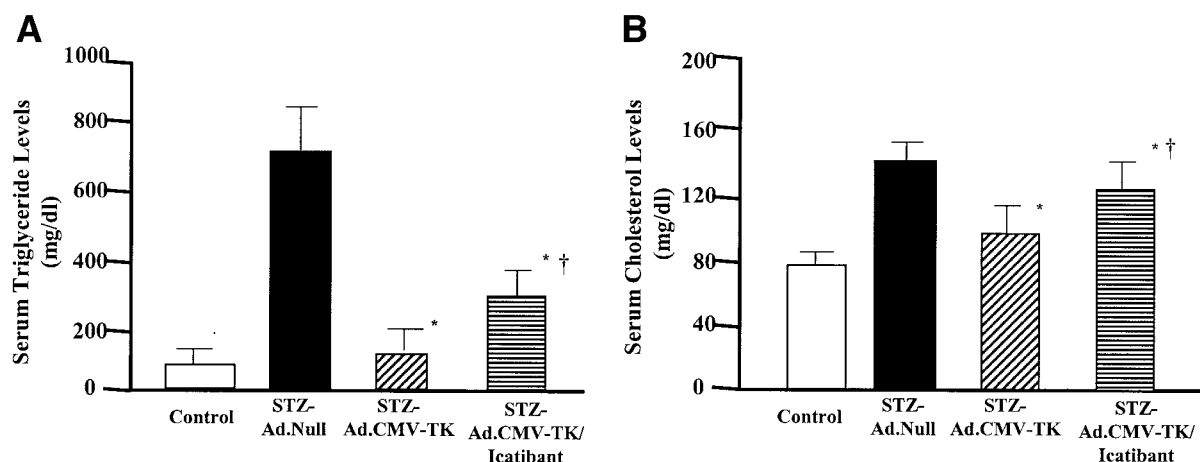 A
1000
800
600
400
200
0
Serum Triglyceride Levels
(mg/dl)
*
* †
Control
STZ-
Ad.Null
STZ-
Ad.CMV-TK
STZ-
Ad.CMV-TK/
Icatibant
B
200
160
120
80
40
0
Serum Cholesterol Levels
(mg/dl)
*
* †
Control
STZ-
Ad.Null
STZ-
Ad.CMV-TK
STZ-
Ad.CMV-TK/
Icatibant